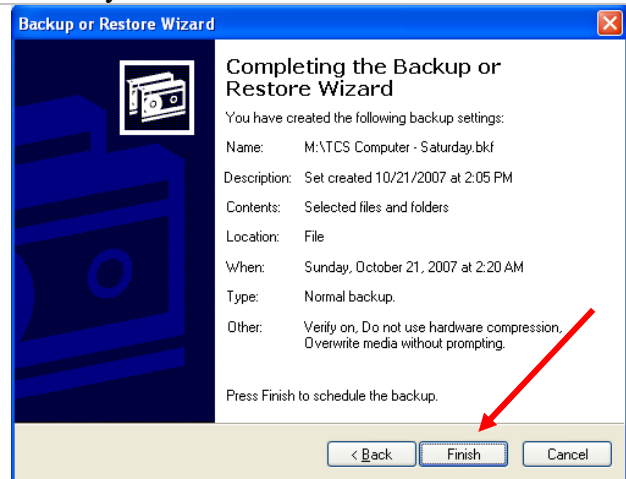 Backup or Restore Wizard
Completing the Backup or
Restore Wizard
You have created the following backup settings:
Name: M:\TCS Computer - Saturday.bkf
Description: Set created 10/21/2007 at 2:05 PM
Contents: Selected files and folders
Location: File
When: Sunday, October 21, 2007 at 2:20 AM
Type: Normal backup.
Other: Verify on, Do not use hardware compression,
Overwrite media without prompting.
Press Finish to schedule the backup.
< Back Finish Cancel